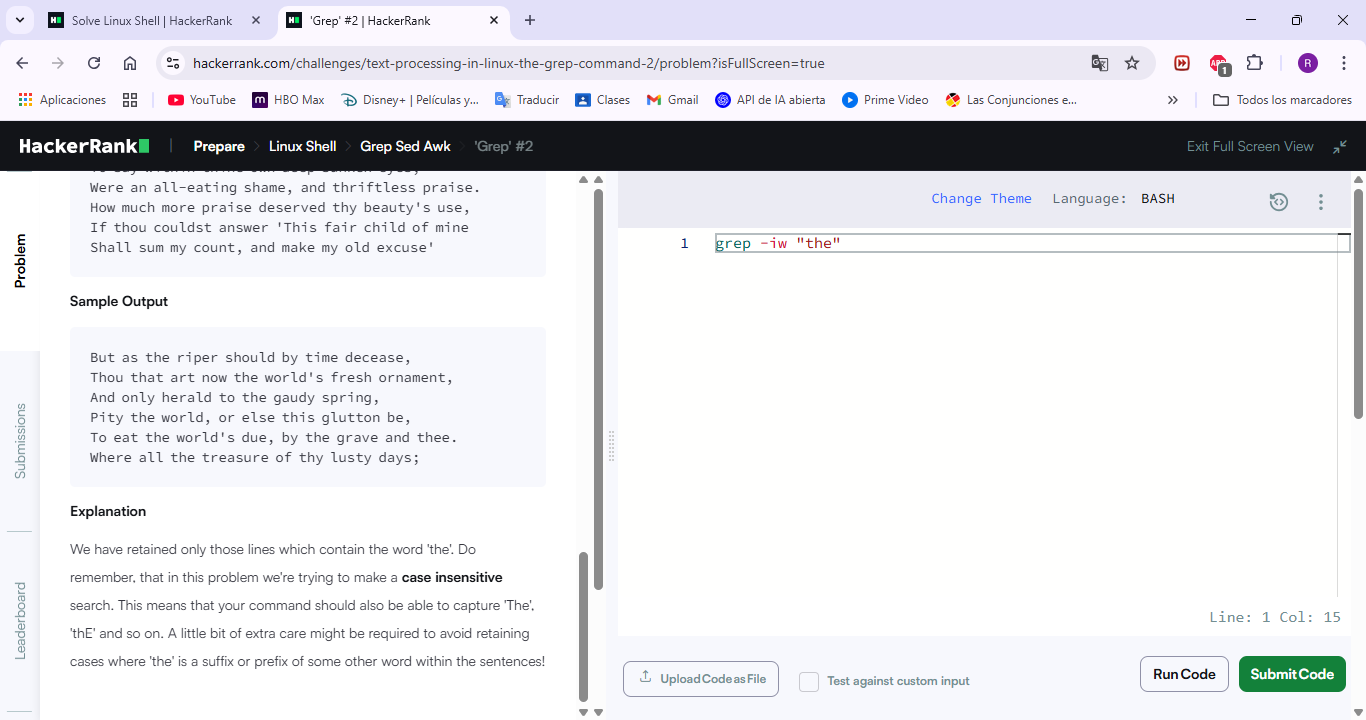 Solve Linux Shell | HackerRank
'Grep' #2 | HackerRank
hackerrank.com/challenges/text-processing-in-linux-the-grep-command-2/problem?isFullScreen=true
1
R
Aplicaciones
YouTube
HBO Max
Disney+ | Películas y...
Traducir
Clases
Gmail
API de IA abierta
Prime Video
Las Conjunciones e...
Todos los marcadores
HackerRank
Prepare
Linux Shell
Grep Sed Awk
'Grep' #2
Exit Full Screen View
Problem
Submissions
Leaderboard
Were an all-eating shame, and thriftless praise.
How much more praise deserved thy beauty's use,
If thou couldst answer 'This fair child of mine
Shall sum my count, and make my old excuse'
Sample Output
But as the riper should by time decease,
Thou that art now the world's fresh ornament,
And only herald to the gaudy spring,
Pity the world, or else this glutton be,
To eat the world's due, by the grave and thee.
Where all the treasure of thy lusty days;
Explanation
We have retained only those lines which contain the word 'the'. Do
remember, that in this problem we're trying to make a case insensitive
search. This means that your command should also be able to capture 'The',
'thE' and so on. A little bit of extra care might be required to avoid retaining
cases where 'the' is a suffix or prefix of some other word within the sentences!
Change Theme Language: BASH
1 grep -iw "the"
Line: 1 Col: 15
Upload Code as File
Test against custom input
Run Code
Submit Code